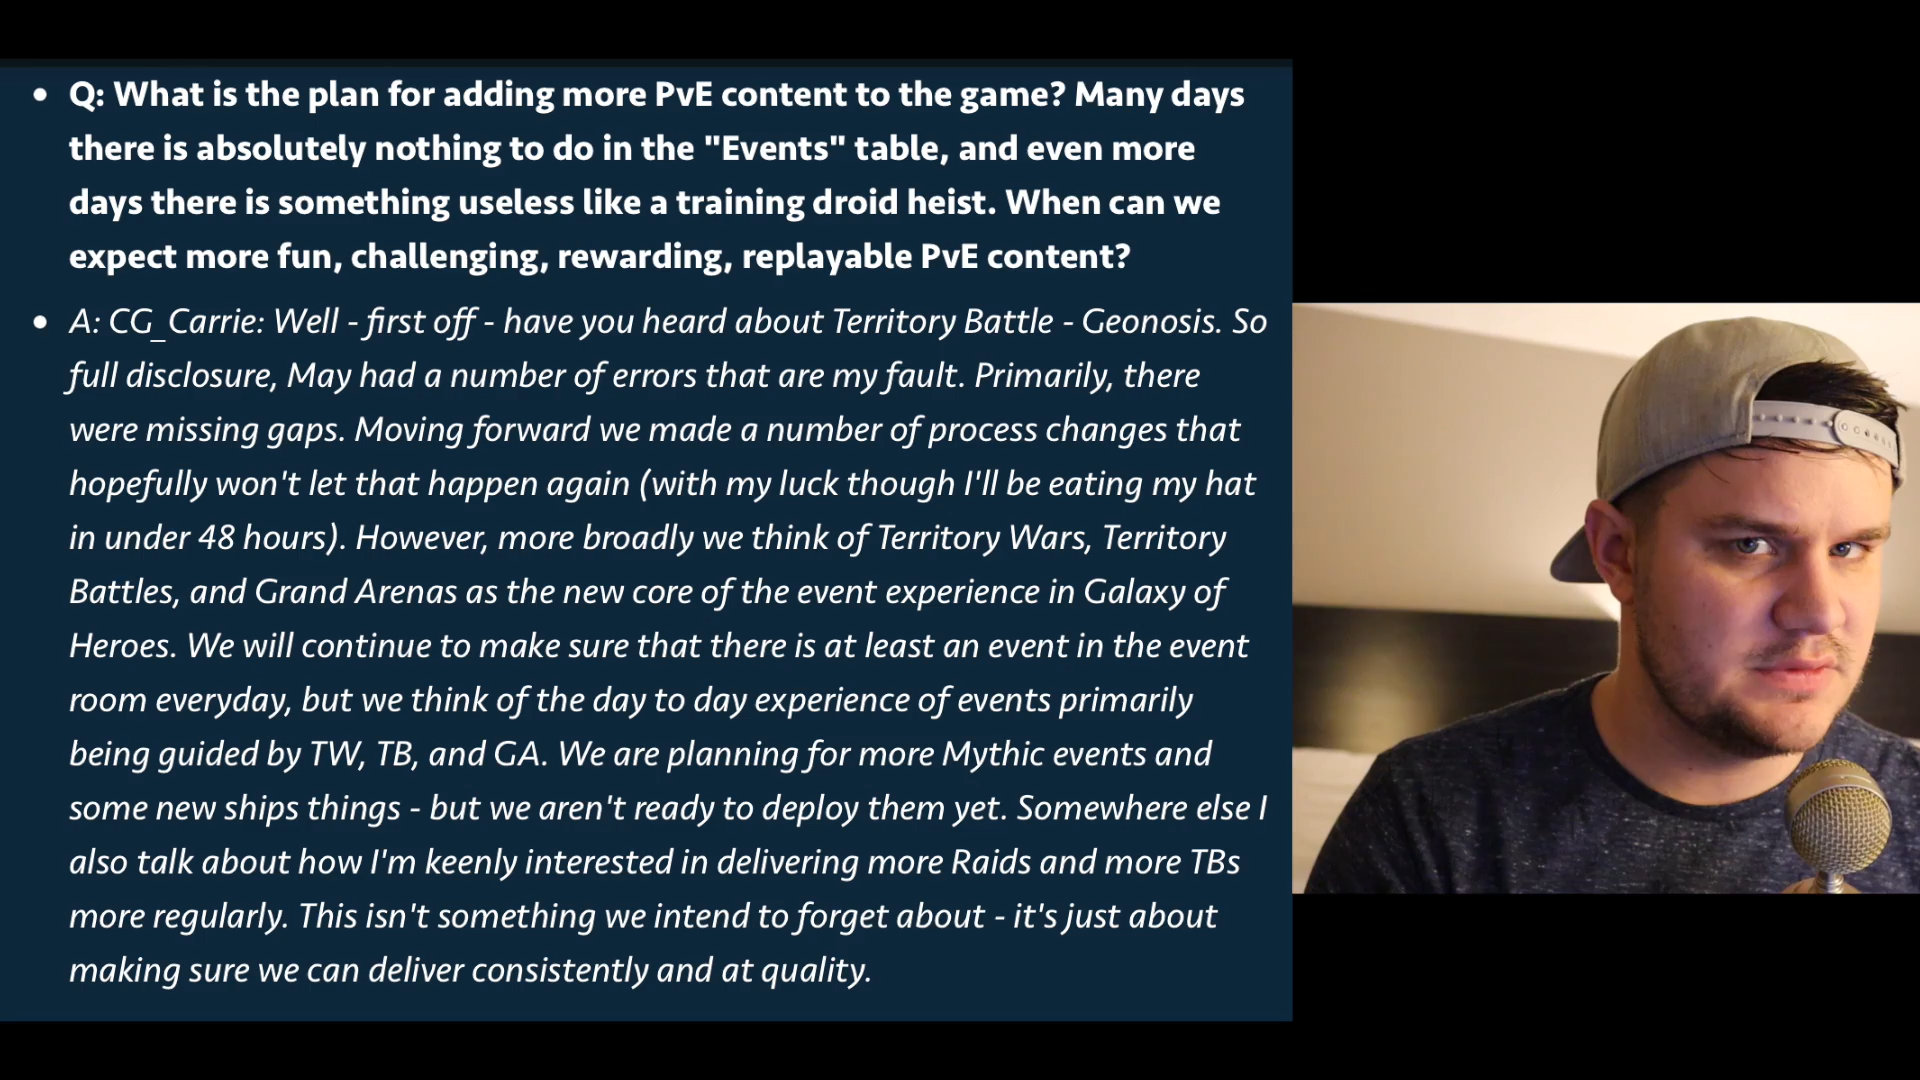 • Q: What is the plan for adding more PvE content to the game? Many days
there is absolutely nothing to do in the "Events" table, and even more
days there is something useless like a training droid heist. When can we
expect more fun, challenging, rewarding, replayable PvE content?
• A: CG_Carrie: Well - first off - have you heard about Territory Battle - Geonosis. So
full disclosure, May had a number of errors that are my fault. Primarily, there
were missing gaps. Moving forward we made a number of process changes that
hopefully won't let that happen again (with my luck though I'll be eating my hat
in under 48 hours). However, more broadly we think of Territory Wars, Territory
Battles, and Grand Arenas as the new core of the event experience in Galaxy of
Heroes. We will continue to make sure that there is at least an event in the event
room everyday, but we think of the day to day experience of events primarily
being guided by TW, TB, and GA. We are planning for more Mythic events and
some new ships things - but we aren't ready to deploy them yet. Somewhere else I
also talk about how I'm keenly interested in delivering more Raids and more TBs
more regularly. This isn't something we intend to forget about - it's just about
making sure we can deliver consistently and at quality.